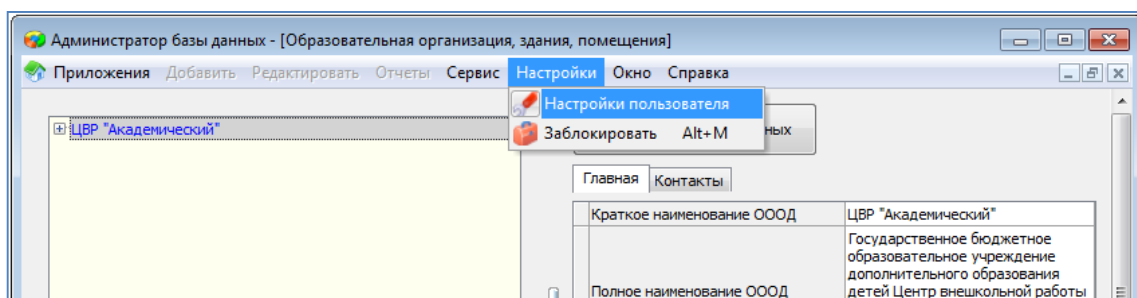 Администратор базы данных - [Образовательная организация, здания, помещения]
Приложения Добавить Редактировать Отчеты Сервис Настройки Окно Справка
Настройки пользователя
Заблокировать Alt+M
ных
ЦВР "Академический"
Главная Контакты
Краткое наименование ОООД ЦВР "Академический"
Полное наименование ОООД
Государственное бюджетное
образовательное учреждение
дополнительного образования
детей Центр внешкольной работы